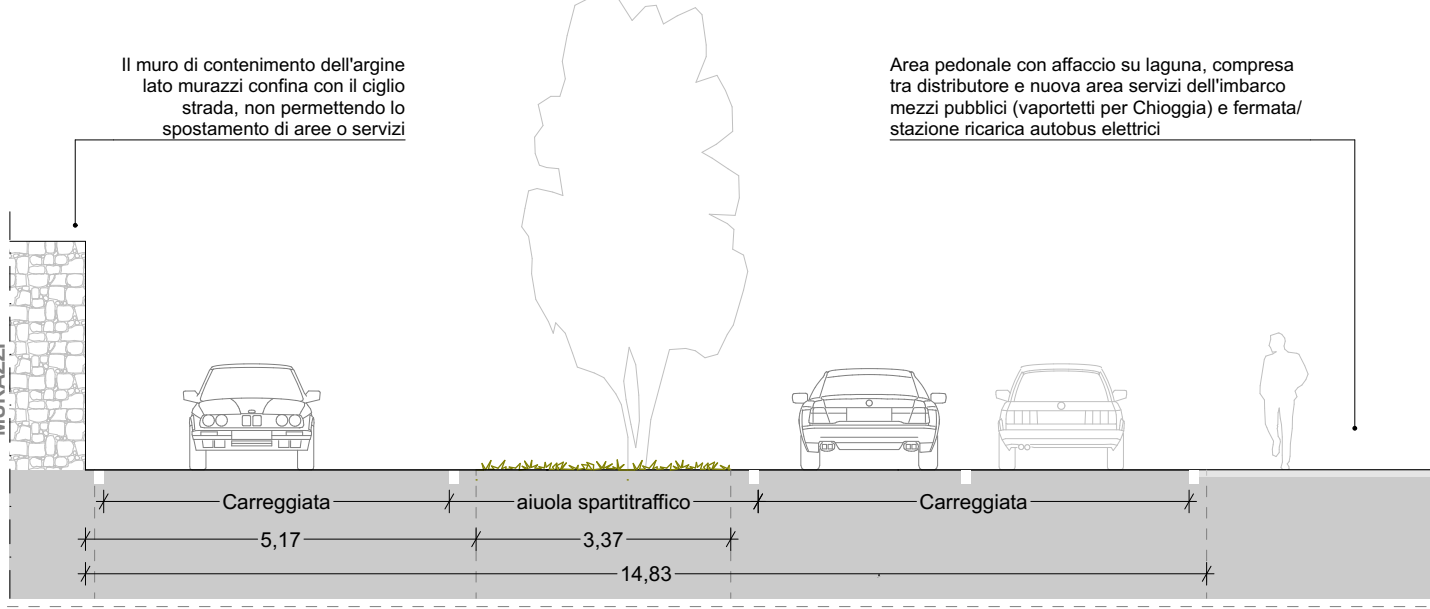 Il muro di contenimento dell'argine
lato murazzi confina con il ciglio
strada, non permettendo lo
spostamento di aree o servizi
Area pedonale con affaccio su laguna, compresa
tra distributore e nuova area servizi dell'imbarco
mezzi pubblici (vaportetti per Chioggia) e fermata/
stazione ricarica autobus elettrici
MURAZZI
Carreggiata
aiuola spartitraffico
Carreggiata
5,17
3,37
14,83